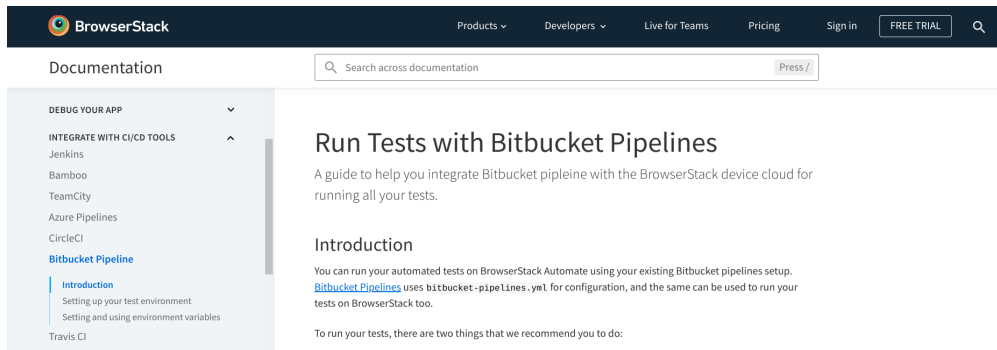 BrowserStack
Products
Developers
Live for Teams
Pricing
Sign in
FREE TRIAL
Documentation
Search across documentation
Press /
DEBUG YOUR APP
INTEGRATE WITH CI/CD TOOLS
Jenkins
Bamboo
TeamCity
Azure Pipelines
CircleCI
Bitbucket Pipeline
Introduction
Setting up your test environment
Setting and using environment variables
Travis CI
Run Tests with Bitbucket Pipelines
A guide to help you integrate Bitbucket pipleine with the BrowserStack device cloud for
running all your tests.
Introduction
You can run your automated tests on BrowserStack Automate using your existing Bitbucket pipelines setup.
Bitbucket Pipelines uses bitbucket-pipelines.yml for configuration, and the same can be used to run your
tests on BrowserStack too.
To run your tests, there are two things that we recommend you to do: